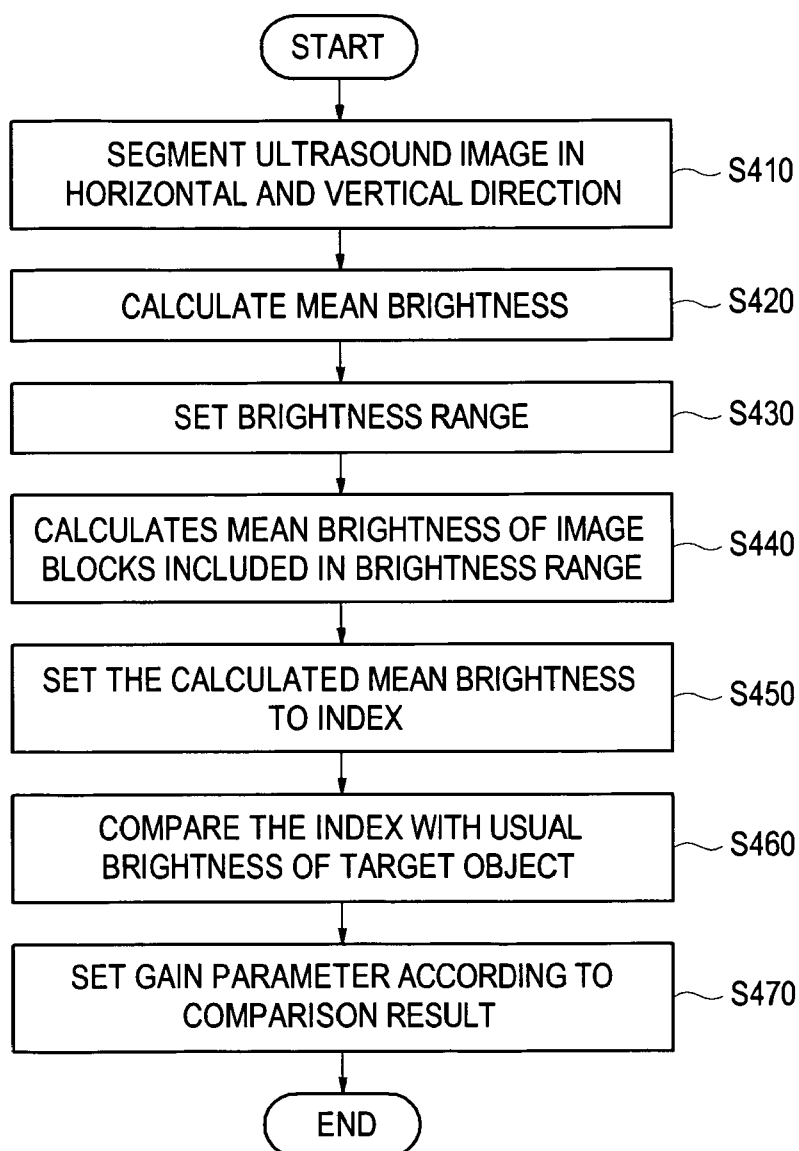 START
SEGMENT ULTRASOUND IMAGE IN
HORIZONTAL AND VERTICAL DIRECTION
S410
CALCULATE MEAN BRIGHTNESS
S420
SET BRIGHTNESS RANGE
S430
CALCULATES MEAN BRIGHTNESS OF IMAGE
BLOCKS INCLUDED IN BRIGHTNESS RANGE
S440
SET THE CALCULATED MEAN BRIGHTNESS
TO INDEX
S450
COMPARE THE INDEX WITH USUAL
BRIGHTNESS OF TARGET OBJECT
S460
SET GAIN PARAMETER ACCORDING TO
COMPARISON RESULT
S470
END